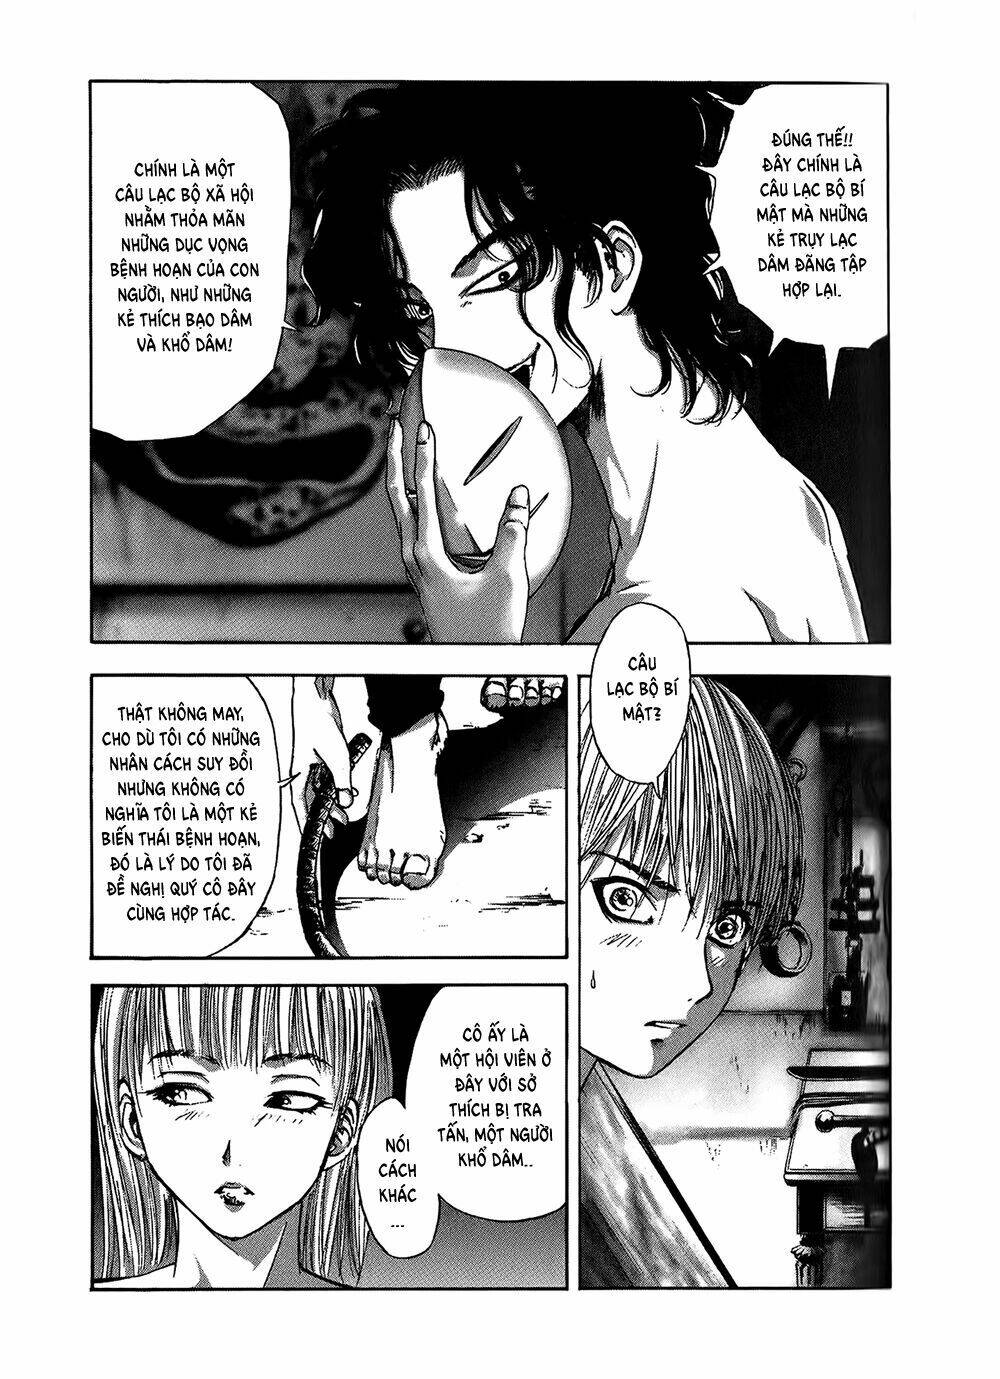 ĐÚNG THẾ!!
ĐÂY CHÍNH LÀ
CÂU LẠC BỘ BÍ
MẬT MÀ NHỮNG
KẺ TRỤY LẠC
DÂM ĐÃNG TẬP
HỢP LẠI.
CHÍNH LÀ MỘT
CÂU LẠC BỘ XÃ HỘI
NHẰM THỎA MÃN
NHỮNG DỤC VỌNG
BỆNH HOẠN CỦA CON
NGƯỜI, NHƯ NHỮNG
KẺ THÍCH BẠO DÂM
VÀ KHỔ DÂM!
CÂU
LẠC BỘ BÍ
MẬT?
THẬT KHÔNG MAY,
CHO DÙ TÔI CÓ NHỮNG
NHÂN CÁCH SUY ĐỒI
NHƯNG KHÔNG CÓ
NGHĨA TÔI LÀ MỘT KẺ
BIẾN THÁI BỆNH HOẠN,
ĐÓ LÀ LÝ DO TÔI ĐÃ
ĐỀ NGHỊ QUÝ CÔ ĐÂY
CÙNG HỢP TÁC.
CÔ ẤY LÀ
MỘT HỘI VIÊN Ở
ĐÂY VỚI SỞ
THÍCH BỊ TRA
TẤN, MỘT NGƯỜI
KHỔ DÂM..
NÓI
CÁCH
KHÁC
...